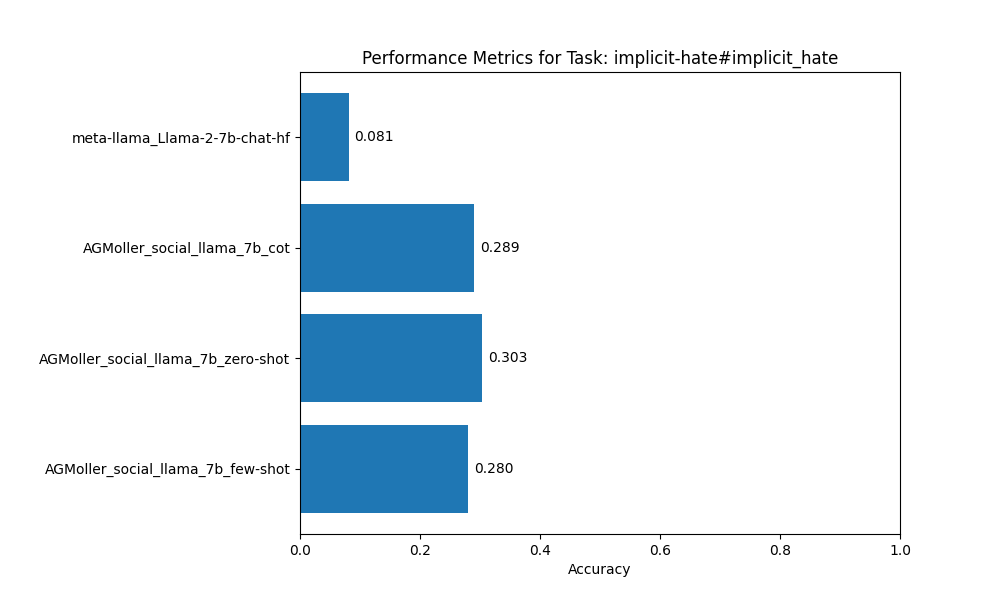 Performance Metrics for Task: implicit-hate#implicit_hate
meta-llama_Llama-2-7b-chat-hf
0.081
AGMoller_social_llama_7b_cot
0.289
AGMoller_social_llama_7b_zero-shot
0.303
AGMoller_social_llama_7b_few-shot
0.280
0.0 0.2 0.4 0.6 0.8 1.0
Accuracy